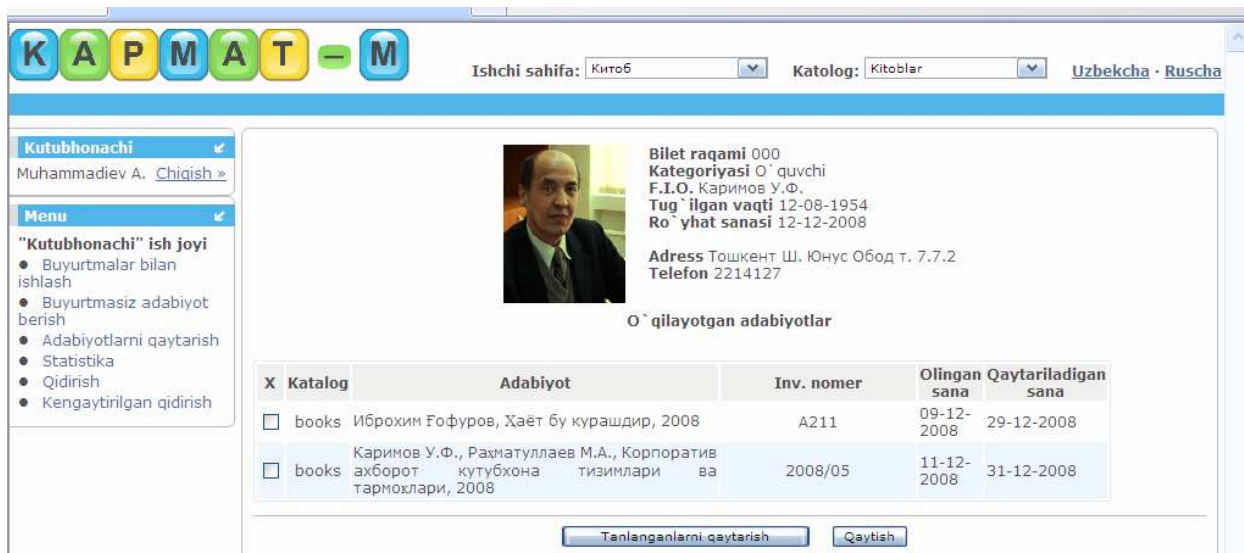 КАРМАТ-М
Ishchi sahifa: Китоб Katolog: Kitoblar Uzbekcha · Ruscha
Kutubhonachi
Muhammadiev A. Chiqish »
Menu
"Kutubhonachi" ish joyi
Buyurtmalar bilan
ishlash
Buyurtmasiz adabiyot
berish
Adabiyotlarni qaytarish
Statistika
Qidirish
Kengaytirilgan qidirish
Bilet raqami 000
Kategoriyasi O`quvchi
F.I.O. Каримов У.Ф.
Tug`ilgan vaqti 12-08-1954
Ro`yhat sanasi 12-12-2008
Adress Тошкент Ш. Юнус Обод т. 7.7.2
Telefon 2214127
O`qilayotgan adabiyotlar
X Katalog Adabiyot Inv. nomer Olingan sana Qaytariladigan sana
books Иброхим Ғофуров, Ҳаёт бу курашдир, 2008 A211 09-12-2008 29-12-2008
books Каримов У.Ф., Раҳматуллаев М.А., Корпоратив
ахборот кутубхона тизимлари ва
тармоқлари, 2008 2008/05 11-12-2008 31-12-2008
Tanlanganlarni qaytarish Qaytish